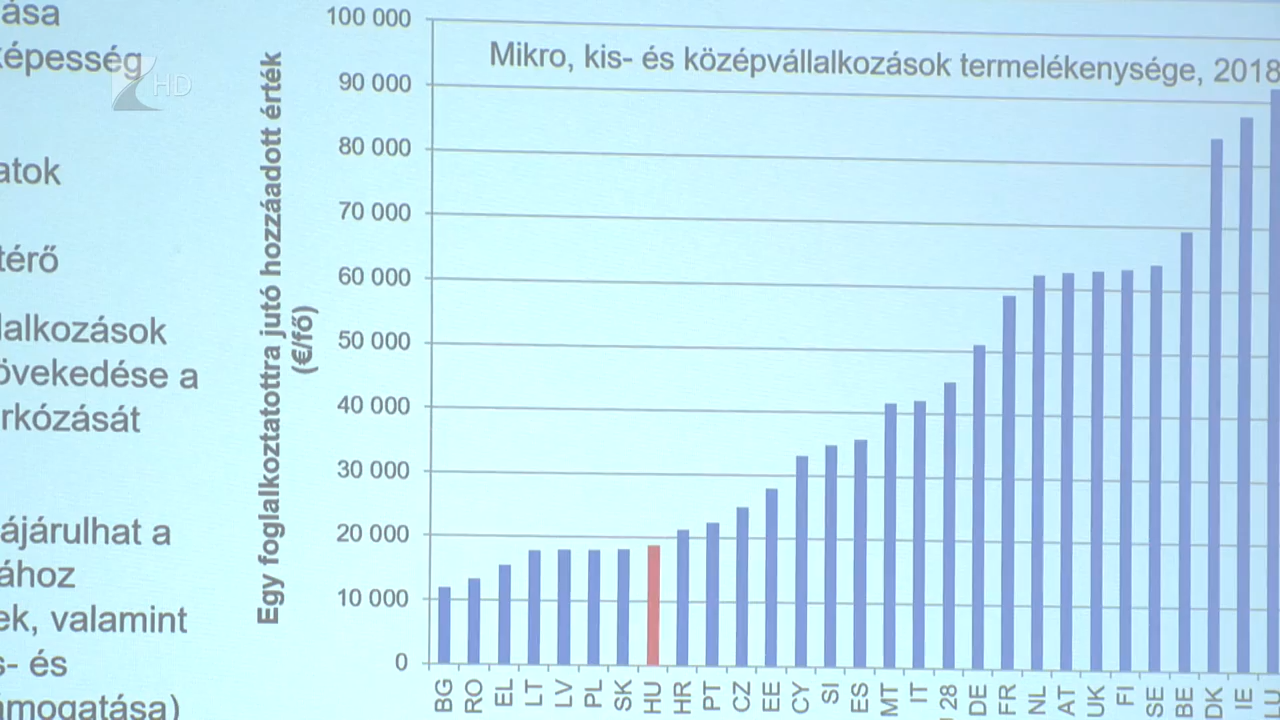 ása
képesség
HD
atok
térő
lalkozások
övekedése a
rkózását
ájárulhat a
ához
ek, valamint
s- és
ámogatása)
Egy foglalkoztatottra jutó hozzáadott érték
(€/fő)
100 000
90 000
80 000
70 000
60 000
50 000
40 000
30 000
20 000
10 000
0
Mikro, kis- és középvállalkozások termelékenysége, 2018
BG RO EL LT LV PL SK HU HR PT CZ EE CY SI ES MT IT 28 DE FR NL AT UK FI SE BE DK IE LU